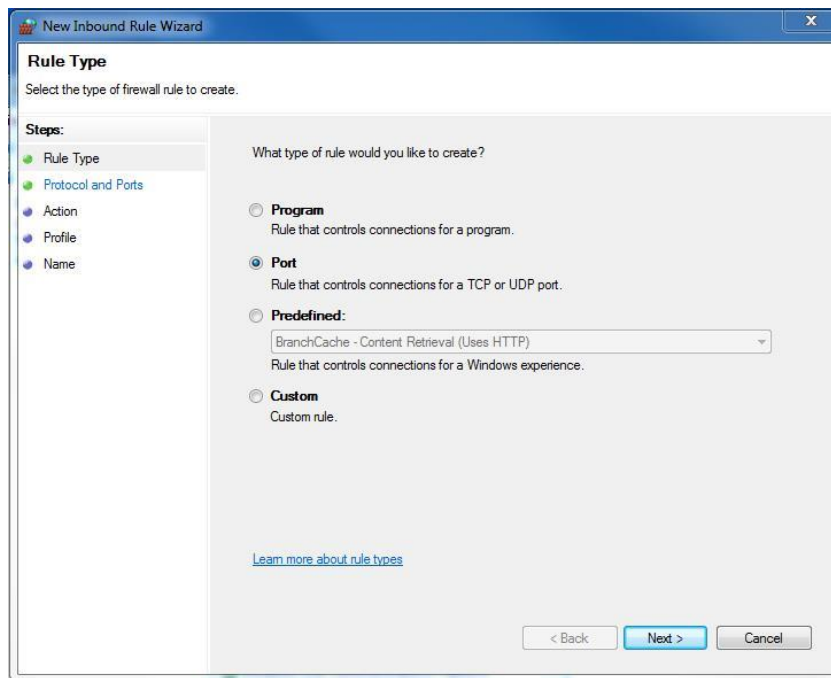 New Inbound Rule Wizard
X
Rule Type
Select the type of firewall rule to create.
Steps:
Rule Type
Protocol and Ports
Action
Profile
Name
What type of rule would you like to create?
Program
Rule that controls connections for a program.
Port
Rule that controls connections for a TCP or UDP port.
Predefined:
BranchCache - Content Retrieval (Uses HTTP)
Rule that controls connections for a Windows experience.
Custom
Custom rule.
Learn more about rule types
< Back
Next >
Cancel